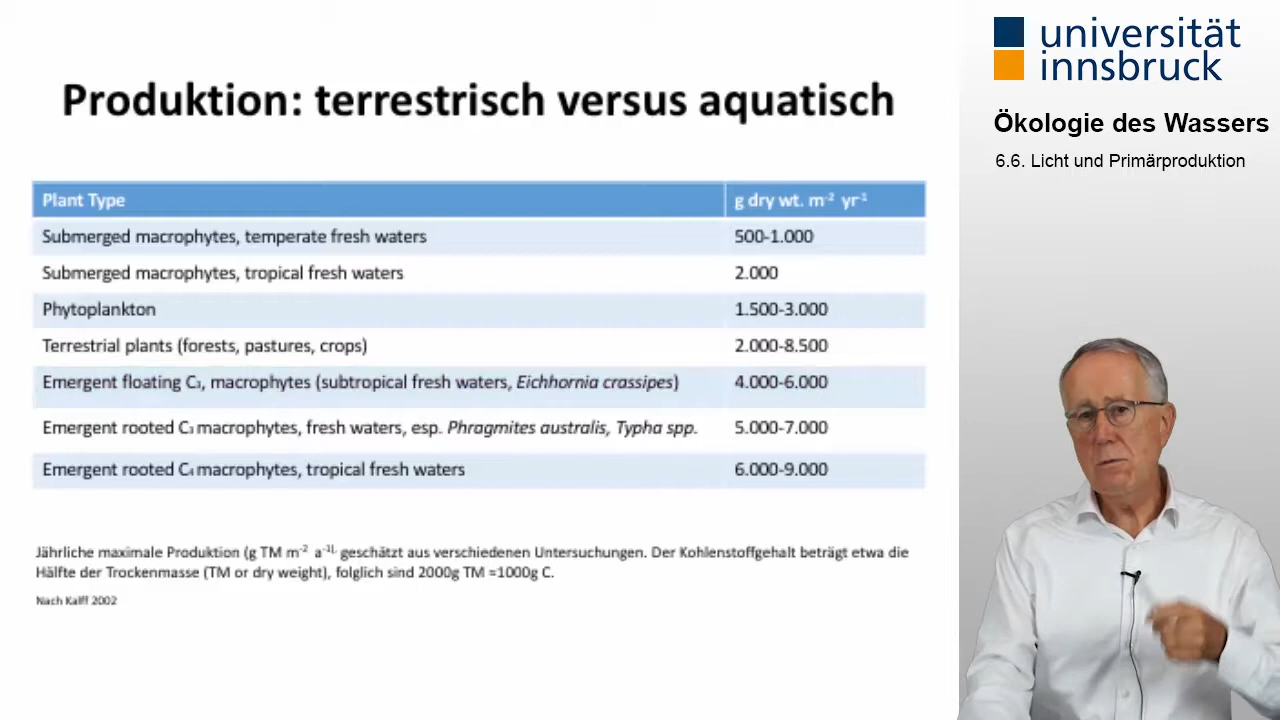 Produktion: terrestrisch versus aquatisch
Plant Type g dry wt. m⁻² yr⁻¹
Submerged macrophytes, temperate fresh waters 500-1.000
Submerged macrophytes, tropical fresh waters 2.000
Phytoplankton 1.500-3.000
Terrestrial plants (forests, pastures, crops) 2.000-8.500
Emergent floating C₃, macrophytes (subtropical fresh waters, Eichhornia crassipes) 4.000-6.000
Emergent rooted C₃ macrophytes, fresh waters, esp. Phragmites australis, Typha spp. 5.000-7.000
Emergent rooted C₄ macrophytes, tropical fresh waters 6.000-9.000
Jährliche maximale Produktion (g TM m⁻² a⁻¹), geschätzt aus verschiedenen Untersuchungen. Der Kohlenstoffgehalt beträgt etwa die
Hälfte der Trockenmasse (TM or dry weight), folglich sind 2000g TM =1000g C.
Nach Kalff 2002
universität
innsbruck
Ökologie des Wassers
6.6. Licht und Primärproduktion